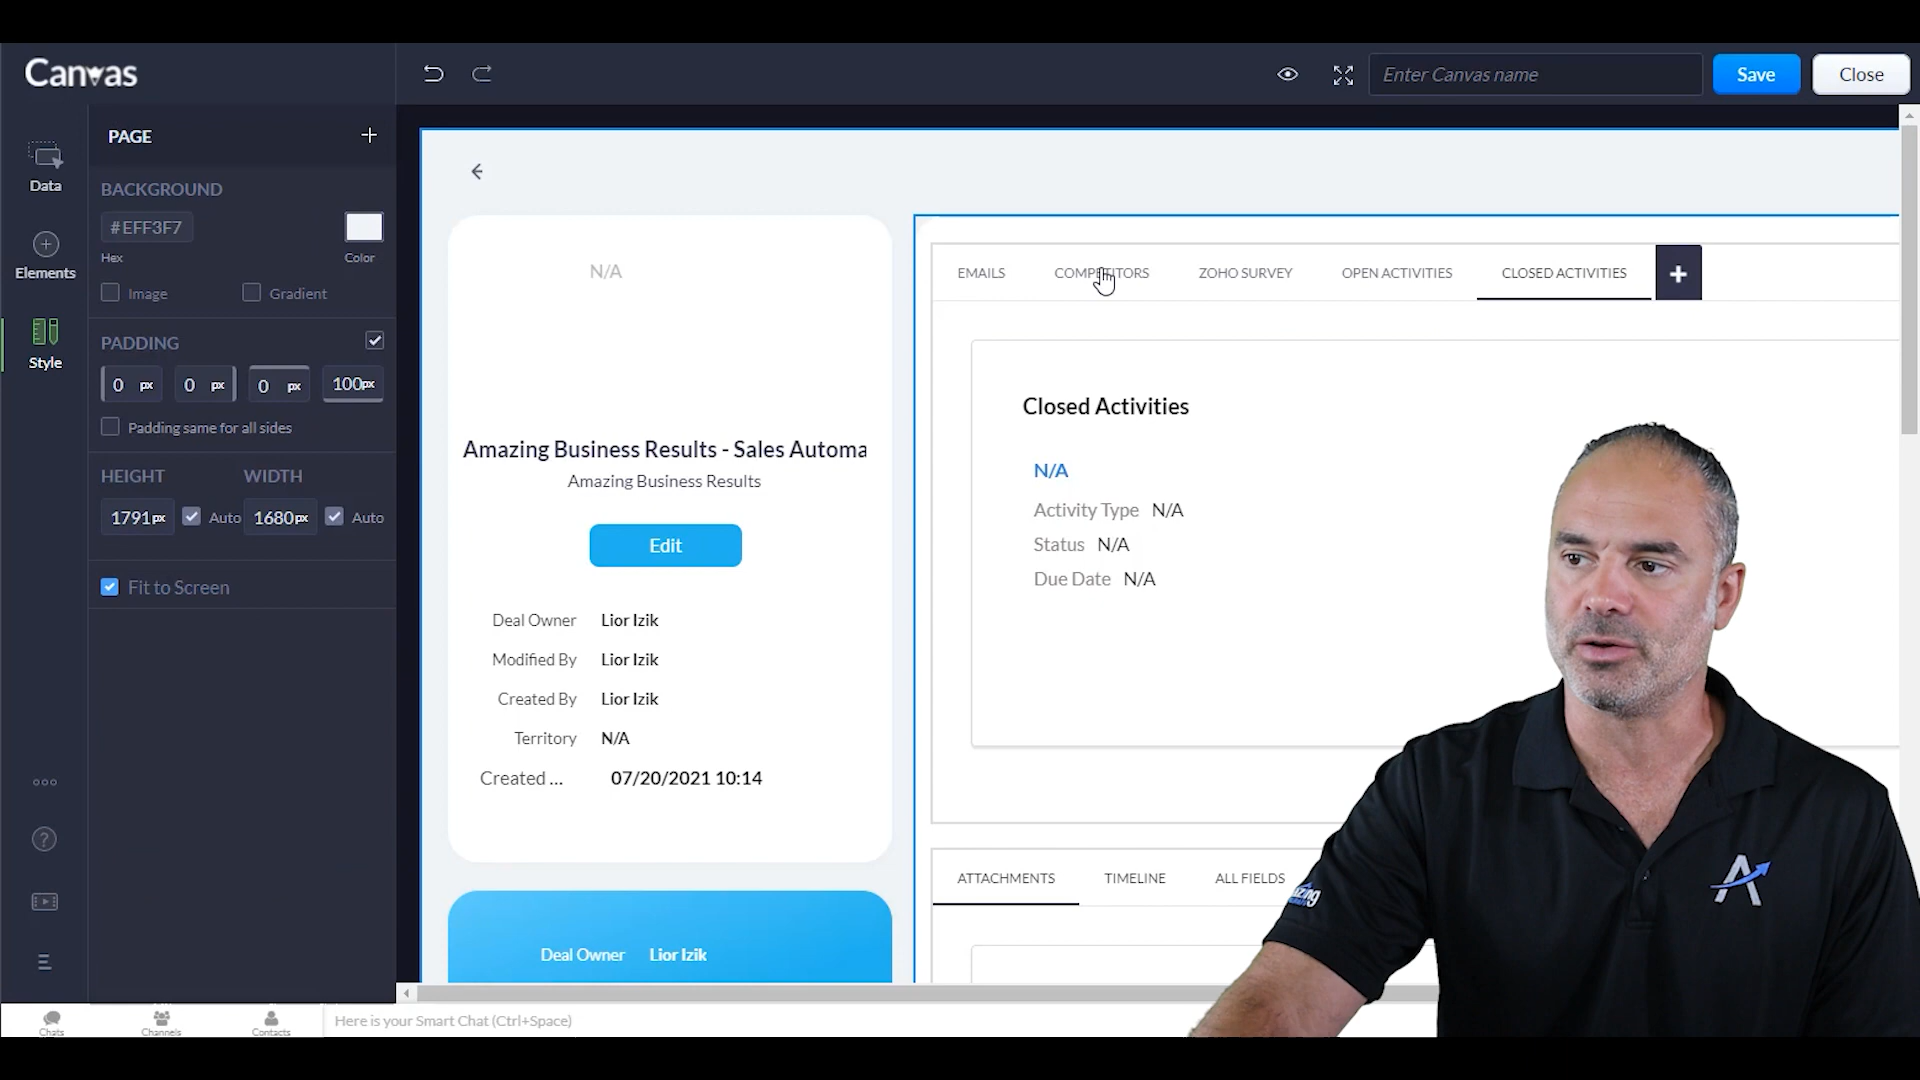 Canvas
Enter Canvas name
Save
Close
PAGE
BACKGROUND
#EFF3F7
Hex
Color
Image
Gradient
PADDING
0 px
0 px
0 px
100px
Padding same for all sides
HEIGHT
WIDTH
1791px
Auto
1680px
Auto
Fit to Screen
Data
Elements
Style
N/A
Amazing Business Results - Sales Automa
Amazing Business Results
Edit
Deal Owner Lior Izik
Modified By Lior Izik
Created By Lior Izik
Territory N/A
Created ... 07/20/2021 10:14
Deal Owner Lior Izik
EMAILS
COMPETITORS
ZOHO SURVEY
OPEN ACTIVITIES
CLOSED ACTIVITIES
Closed Activities
N/A
Activity Type N/A
Status N/A
Due Date N/A
ATTACHMENTS
TIMELINE
ALL FIELDS
Chats
Channels
Contacts
Here is your Smart Chat (Ctrl+Space)